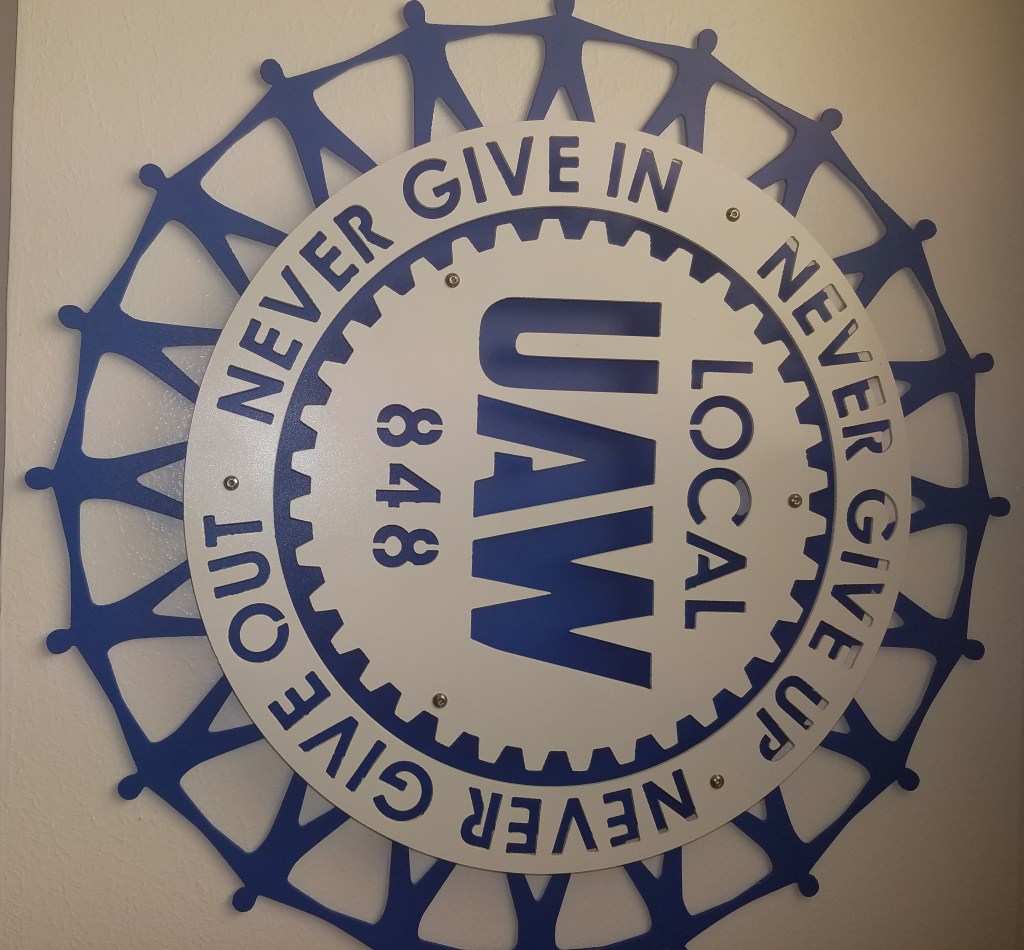 NEVER GIVE UP · NEVER GIVE OUT · NEVER GIVE IN ·
LOCAL
UAW
848